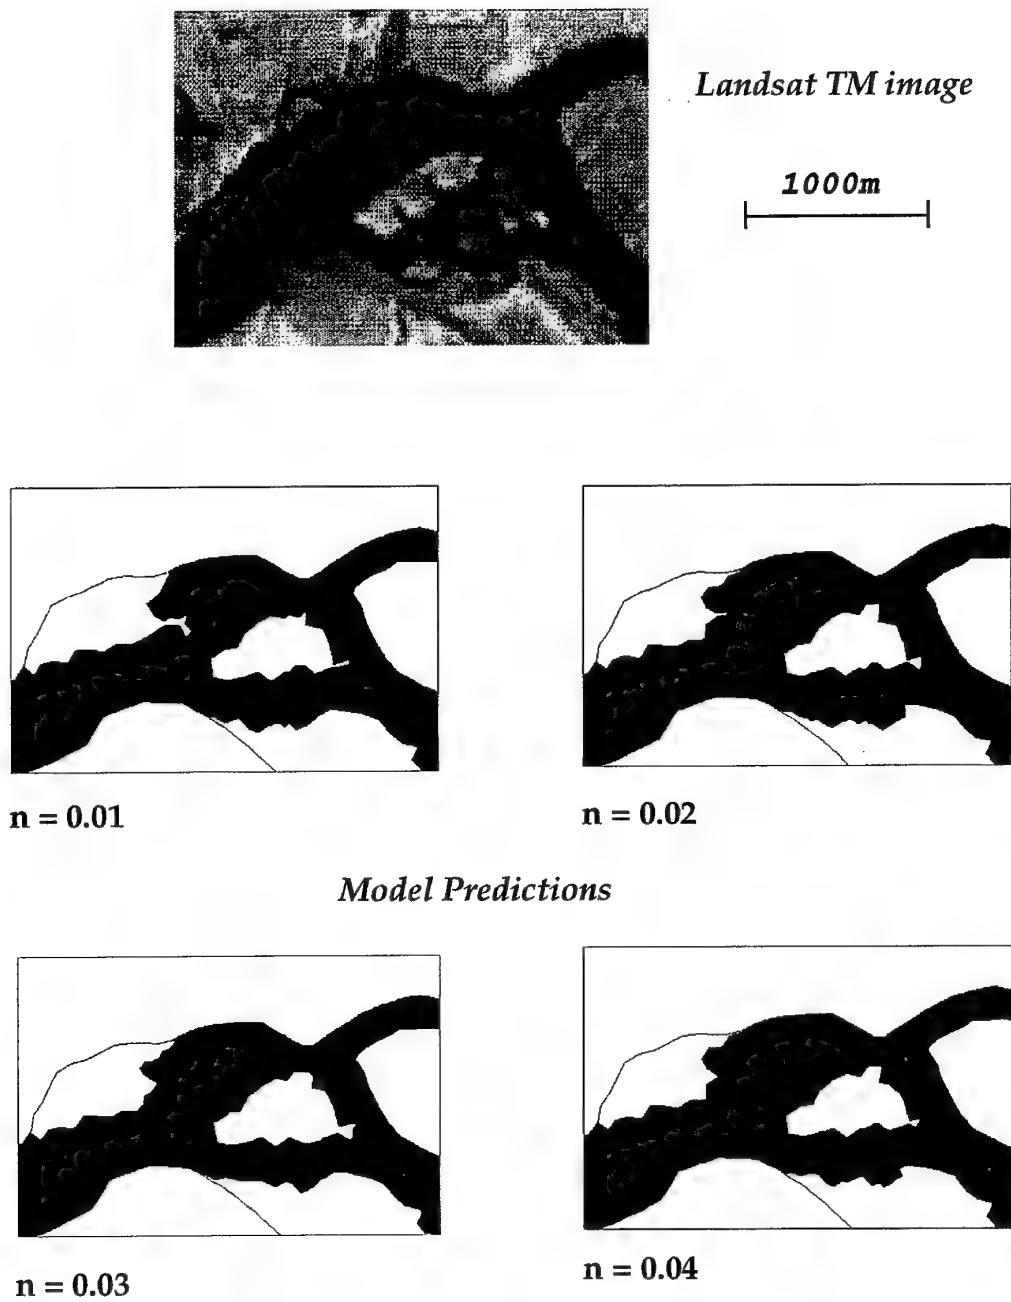 Landsat TM image
1000m
n = 0.01
n = 0.02
Model Predictions
n = 0.03
n = 0.04